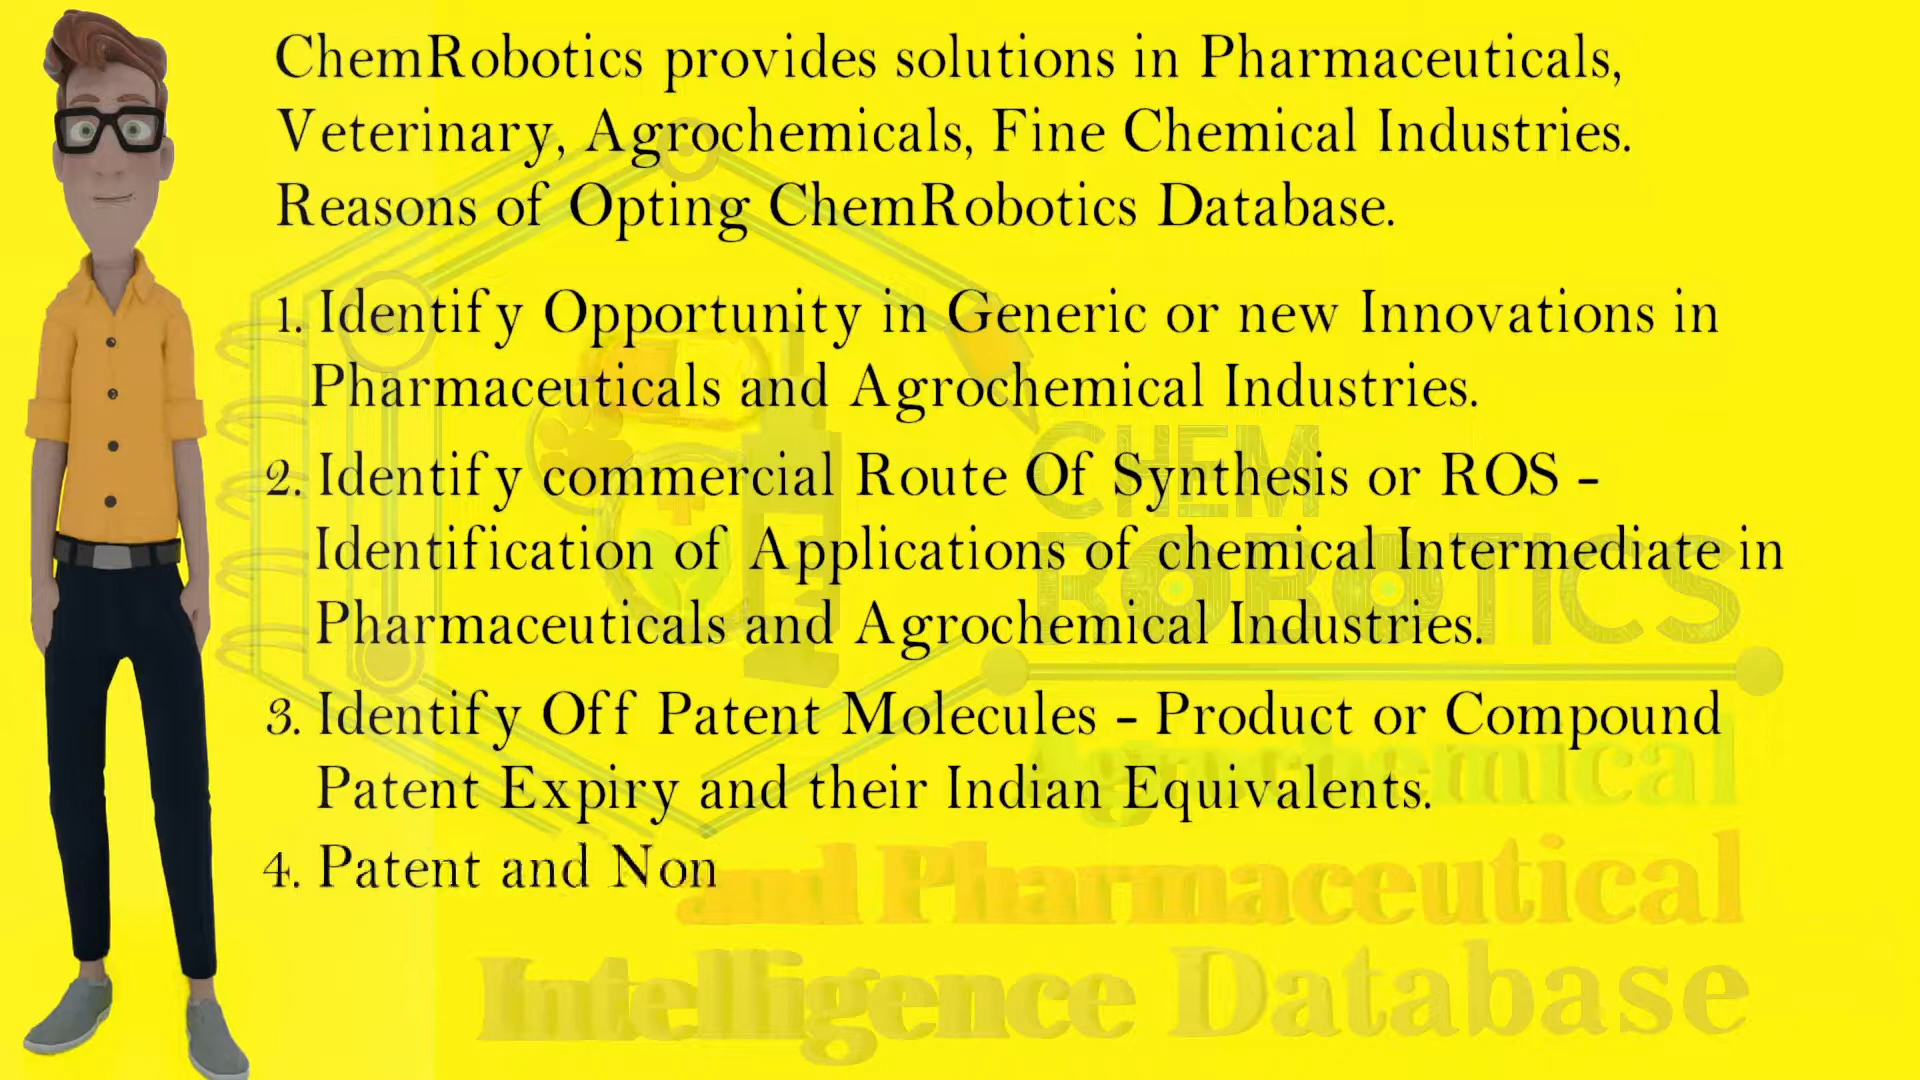 ChemRobotics provides solutions in Pharmaceuticals,
Veterinary, Agrochemicals, Fine Chemical Industries.
Reasons of Opting ChemRobotics Database.
1. Identify Opportunity in Generic or new Innovations in
Pharmaceuticals and Agrochemical Industries.
2. Identify commercial Route Of Synthesis or ROS -
Identification of Applications of chemical Intermediate in
Pharmaceuticals and Agrochemical Industries.
3. Identify Off Patent Molecules - Product or Compound
Patent Expiry and their Indian Equivalents.
4. Patent and Non
CHEM
ROBOTICS
Agrochemical
and Pharmaceutical
Intelligence Database